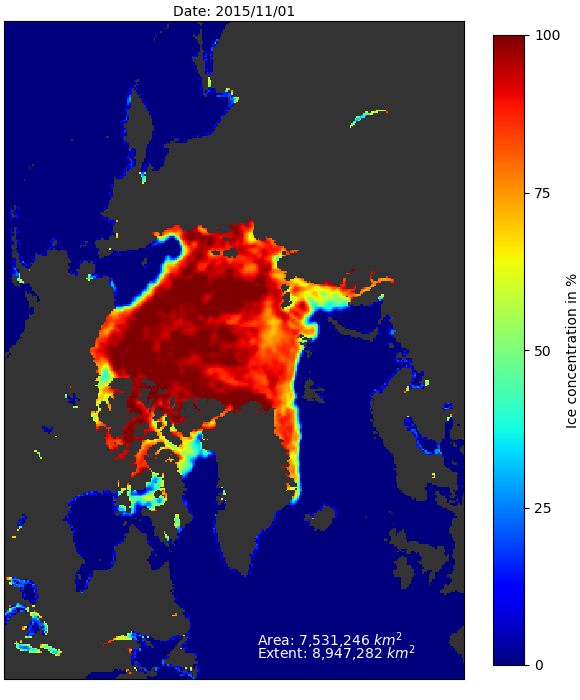 Date: 2015/11/01
100
75
50
25
0
Ice concentration in %
Area: 7,531,246 km²
Extent: 8,947,282 km²